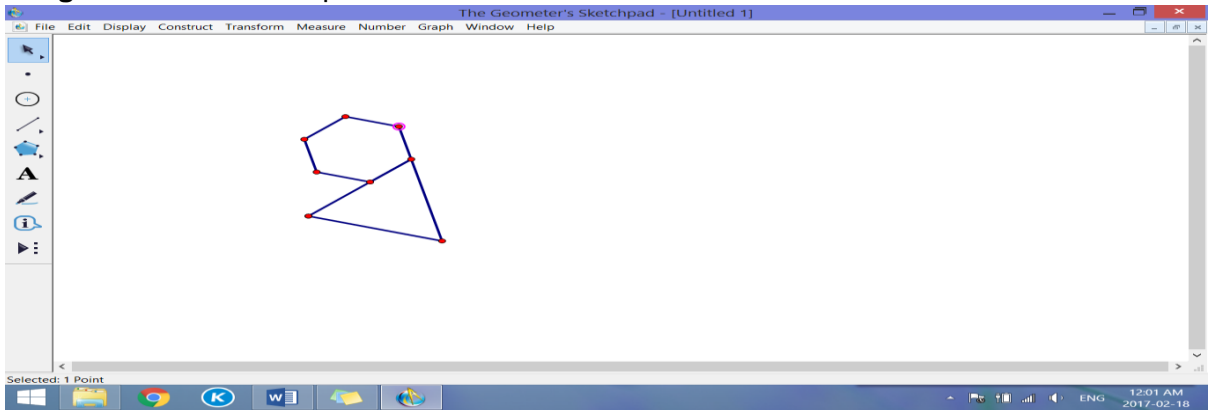 The Geometer's Sketchpad - [Untitled 1]
File Edit Display Construct Transform Measure Number Graph Window Help
A
Selected: 1 Point
K
W
ENG
12:01 AM
2017-02-18